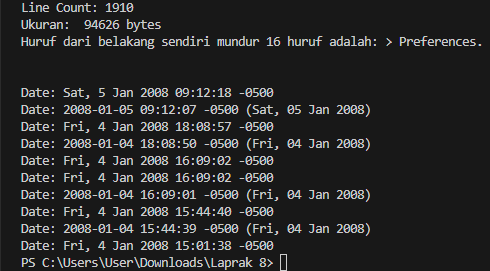 Line Count: 1910
Ukuran:  94626 bytes
Huruf dari belakang sendiri mundur 16 huruf adalah: > Preferences.
Date: Sat, 5 Jan 2008 09:12:18 -0500
Date: 2008-01-05 09:12:07 -0500 (Sat, 05 Jan 2008)
Date: Fri, 4 Jan 2008 18:08:57 -0500
Date: 2008-01-04 18:08:50 -0500 (Fri, 04 Jan 2008)
Date: Fri, 4 Jan 2008 16:09:02 -0500
Date: Fri, 4 Jan 2008 16:09:02 -0500
Date: 2008-01-04 16:09:01 -0500 (Fri, 04 Jan 2008)
Date: Fri, 4 Jan 2008 15:44:40 -0500
Date: 2008-01-04 15:44:39 -0500 (Fri, 04 Jan 2008)
Date: Fri, 4 Jan 2008 15:01:38 -0500
PS C:\Users\User\Downloads\Laprak 8>